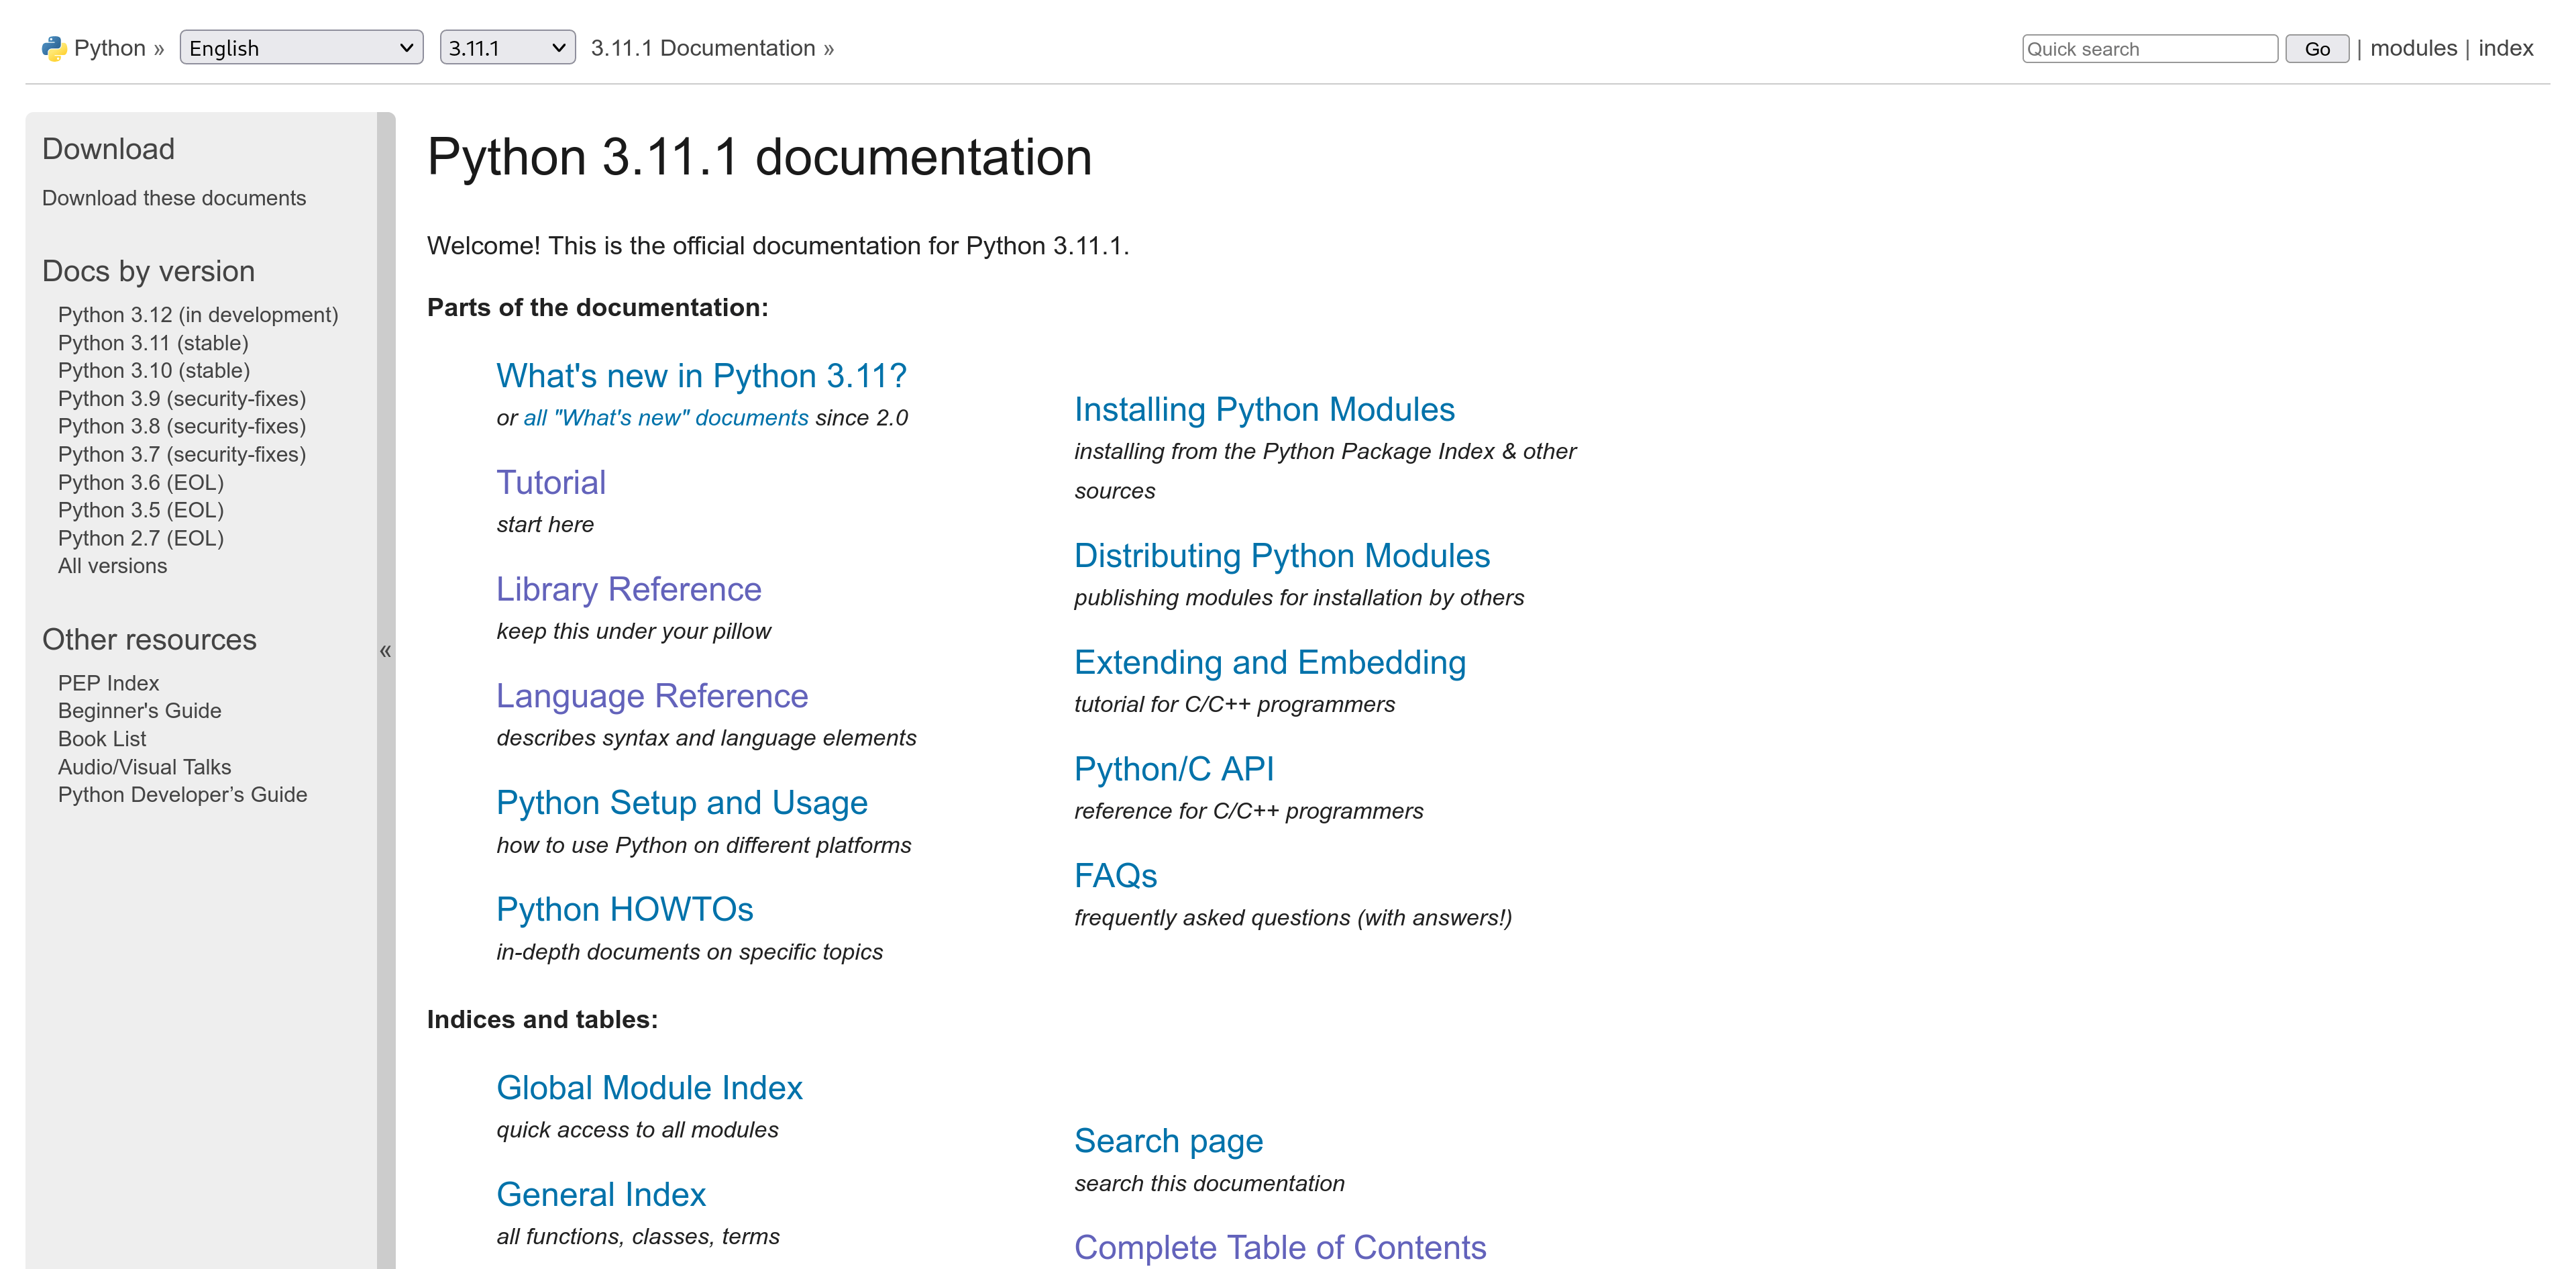 Python » English 3.11.1 3.11.1 Documentation » Quick search Go | modules | index
Download
Download these documents
Docs by version
Python 3.12 (in development)
Python 3.11 (stable)
Python 3.10 (stable)
Python 3.9 (security-fixes)
Python 3.8 (security-fixes)
Python 3.7 (security-fixes)
Python 3.6 (EOL)
Python 3.5 (EOL)
Python 2.7 (EOL)
All versions
Other resources
PEP Index
Beginner's Guide
Book List
Audio/Visual Talks
Python Developer’s Guide
«
Python 3.11.1 documentation
Welcome! This is the official documentation for Python 3.11.1.
Parts of the documentation:
What's new in Python 3.11?
or all "What's new" documents since 2.0
Tutorial
start here
Library Reference
keep this under your pillow
Language Reference
describes syntax and language elements
Python Setup and Usage
how to use Python on different platforms
Python HOWTOs
in-depth documents on specific topics
Installing Python Modules
installing from the Python Package Index & other
sources
Distributing Python Modules
publishing modules for installation by others
Extending and Embedding
tutorial for C/C++ programmers
Python/C API
reference for C/C++ programmers
FAQs
frequently asked questions (with answers!)
Indices and tables:
Global Module Index
quick access to all modules
General Index
all functions, classes, terms
Search page
search this documentation
Complete Table of Contents